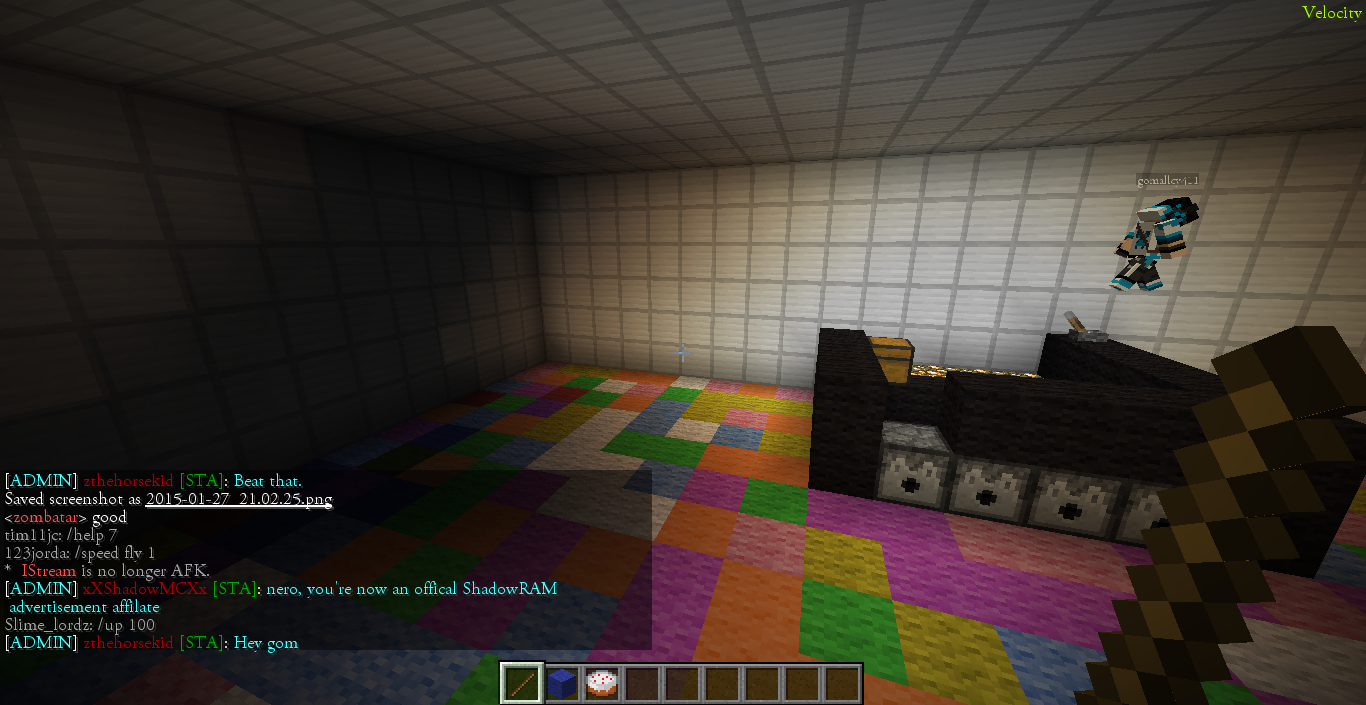 Velocity
[ADMIN] zthehorsekid [STA]: Beat that.
Saved screenshot as 2015-01-27_21.02.25.png
<zombatar> good
tim11jc: /help 7
123jorda: /speed fly 1
* IStream is no longer AFK.
[ADMIN] xXShadowMCXx [STA]: nero, you're now an offical ShadowRAM
advertisement affilate
Slime_lordz: /up 100
[ADMIN] zthehorsekid [STA]: Hey gom